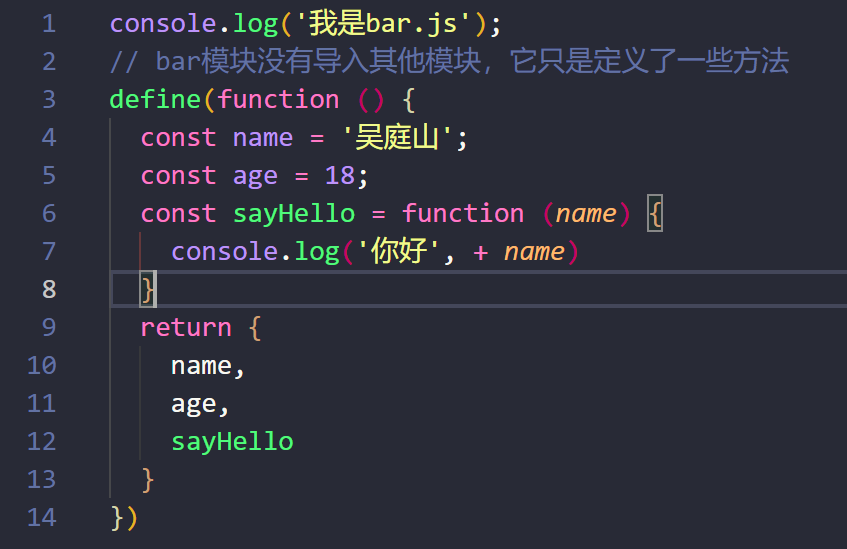 1 console.log('我是bar.js');
2 // bar模块没有导入其他模块，它只是定义了一些方法
3 define(function () {
4 const name = '吴庭山';
5 const age = 18;
6 const sayHello = function (name) {
7 console.log('你好', + name)
8 }
9 return {
10 name,
11 age,
12 sayHello
13 }
14 })